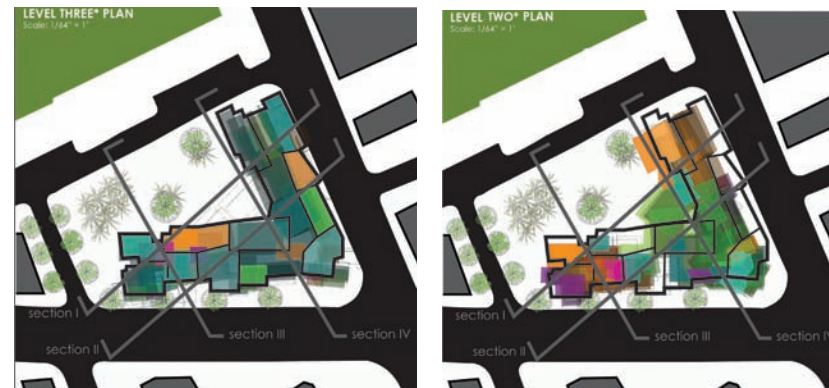 LEVEL THREE* PLAN
Scale: 1/64" = 1'
section I
section II
section III
section IV
LEVEL TWO* PLAN
Scale: 1/64" = 1'
section I
section II
section III
section IV